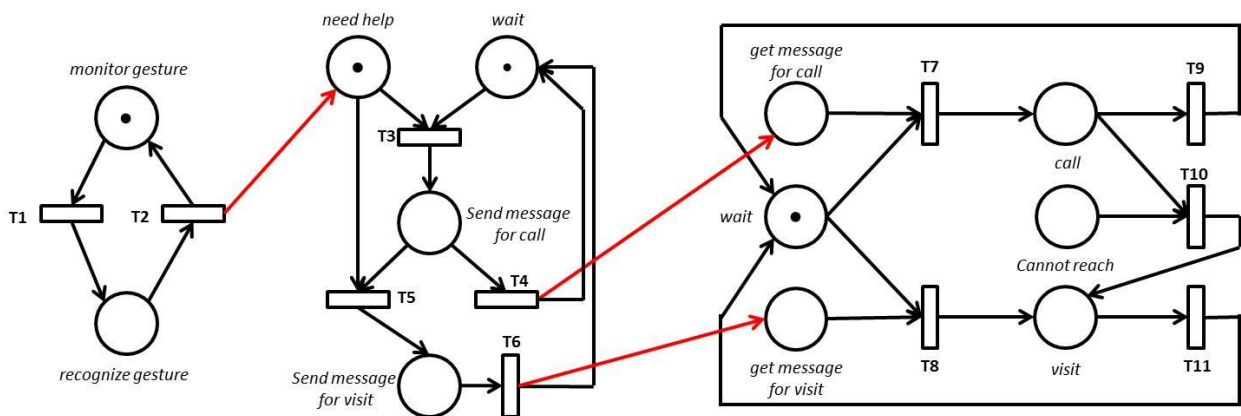 monitor gesture
T1
T2
recognize gesture
need help
wait
T3
Send message
for call
T5
T4
T6
Send message
for visit
get message
for call
T7
T9
call
T10
wait
Cannot reach
get message
for visit
T8
visit
T11